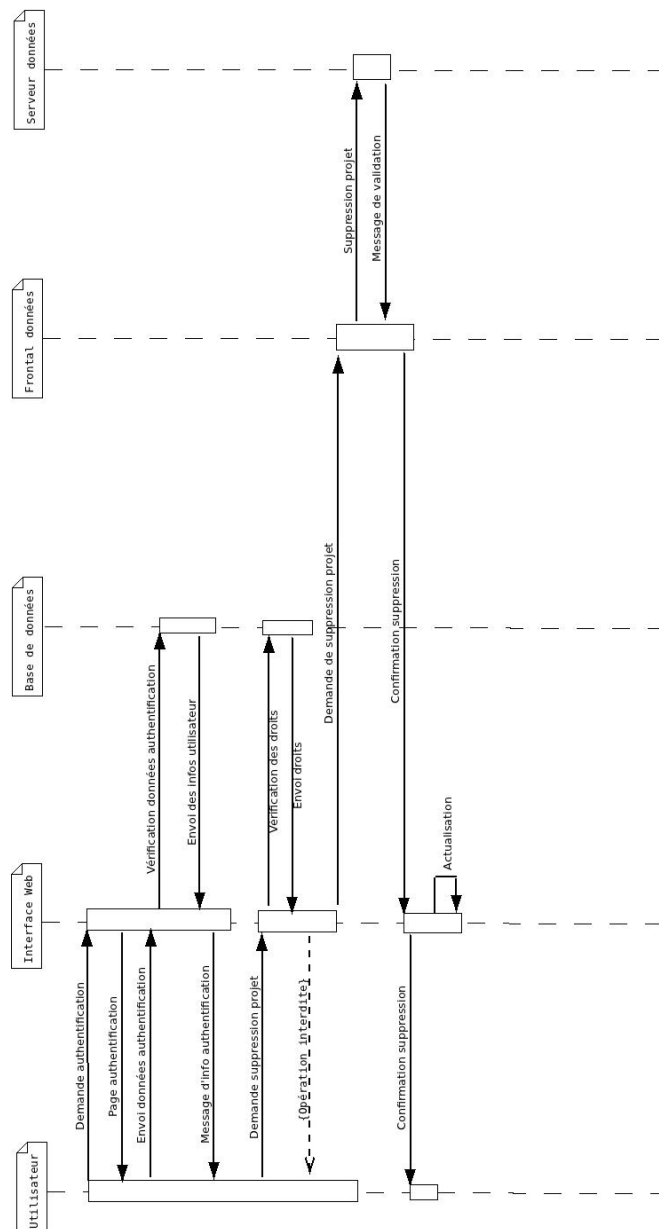 Utilisateur
Interface Web
Base de données
Frontal données
Serveur données
Demande authentification
Page authentification
Envoi données authentification
Vérification données authentification
Envoi des infos utilisateur
Message d'info authentification
Demande suppression projet
Vérification des droits
Envoi droits
{Opération interdite}
Demande de suppression projet
Suppression projet
Message de validation
Confirmation suppression
Confirmation suppression
Actualisation